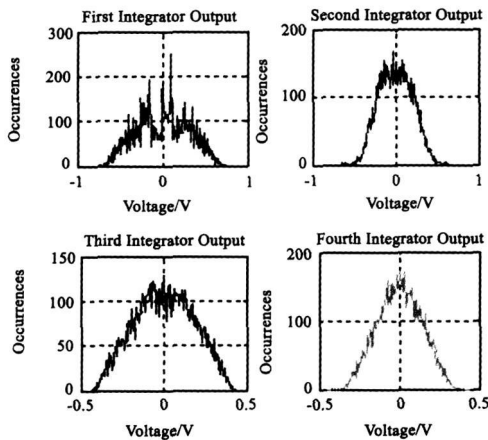 First Integrator Output
300
200
100
0
Occurrences
-1 0 1
Voltage/V
Second Integrator Output
200
100
0
Occurrences
-1 0 1
Voltage/V
Third Integrator Output
150
100
50
0
Occurrences
-0.5 0 0.5
Voltage/V
Fourth Integrator Output
200
100
0
Occurrences
-0.5 0 0.5
Voltage/V